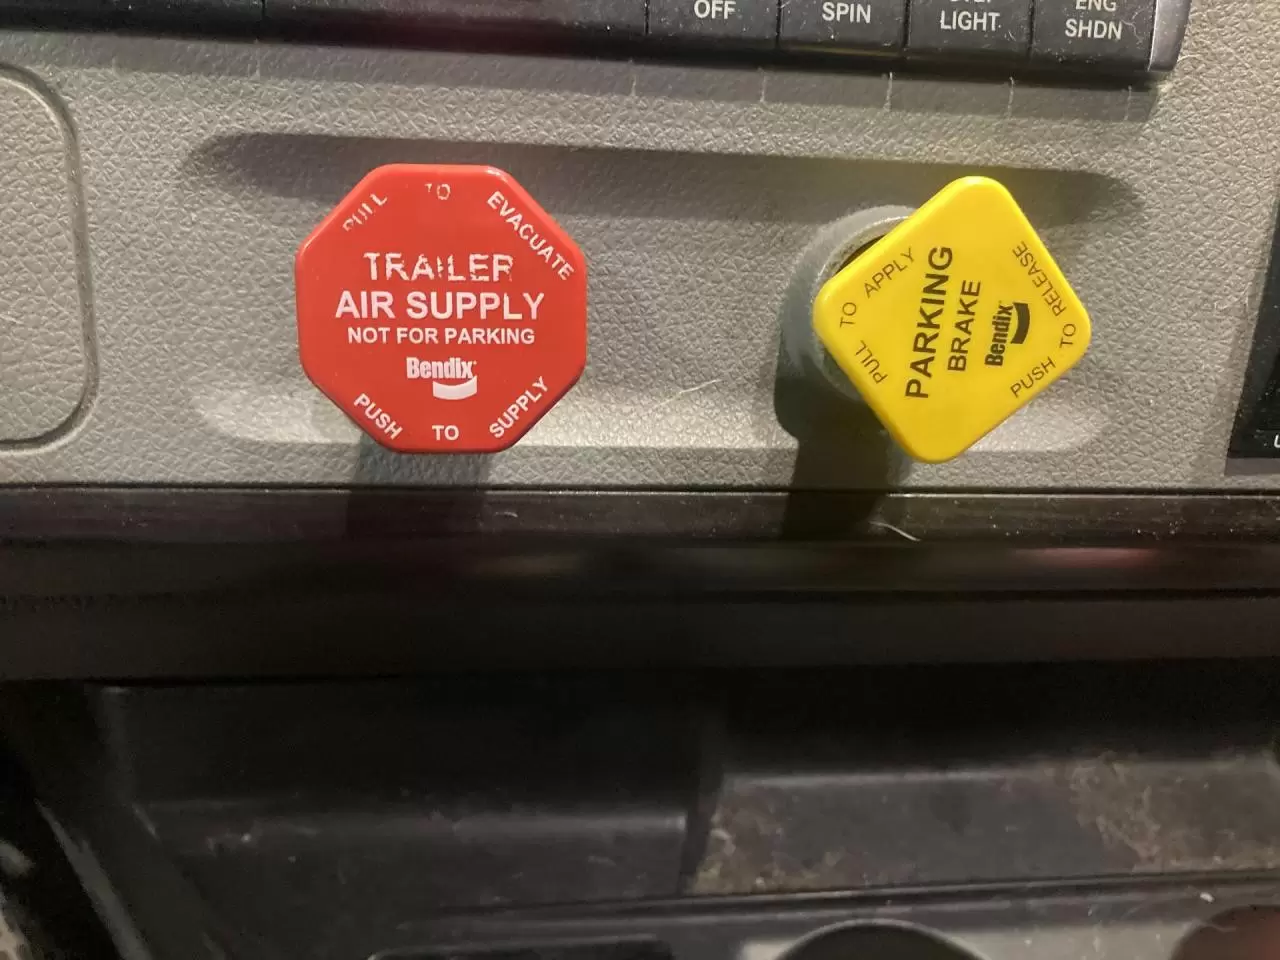 OFF
SPIN
LIGHT
ENG
SHDN
PULL TO EVACUATE
TRAILER
AIR SUPPLY
NOT FOR PARKING
Bendix
PUSH TO SUPPLY
PULL TO APPLY
PARKING
BRAKE
Bendix
PUSH TO RELEASE